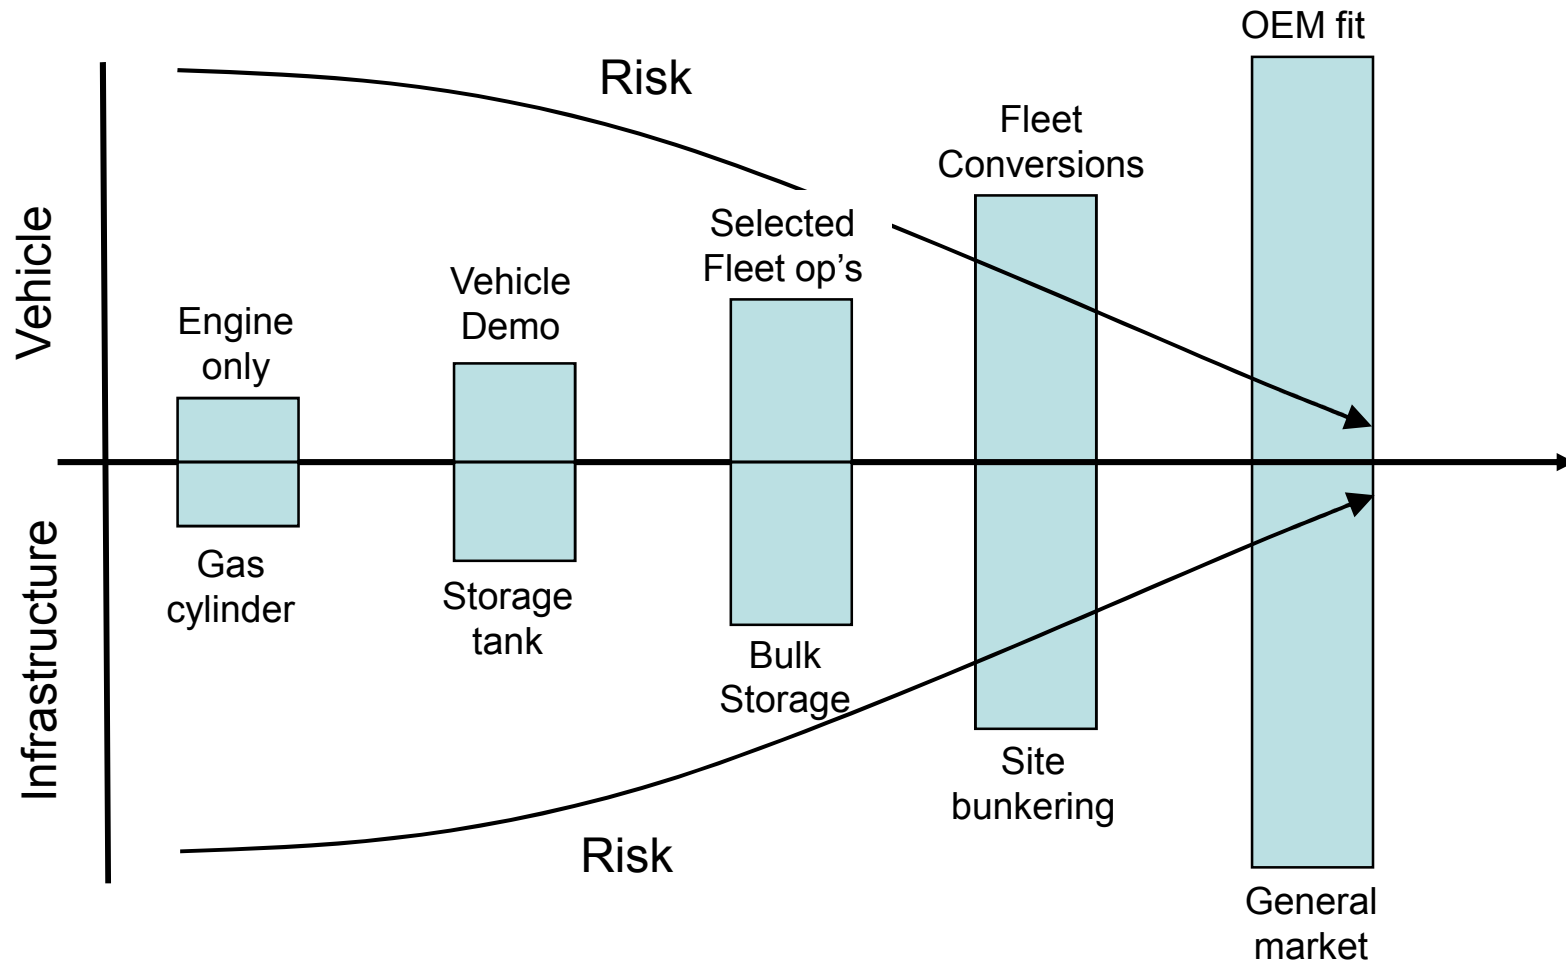 OEM fit
Risk
Fleet
Conversions
Vehicle
Selected
Fleet op’s
Vehicle
Demo
Engine
only
Infrastructure
Gas
cylinder
Storage
tank
Bulk
Storage
Site
bunkering
Risk
General
market